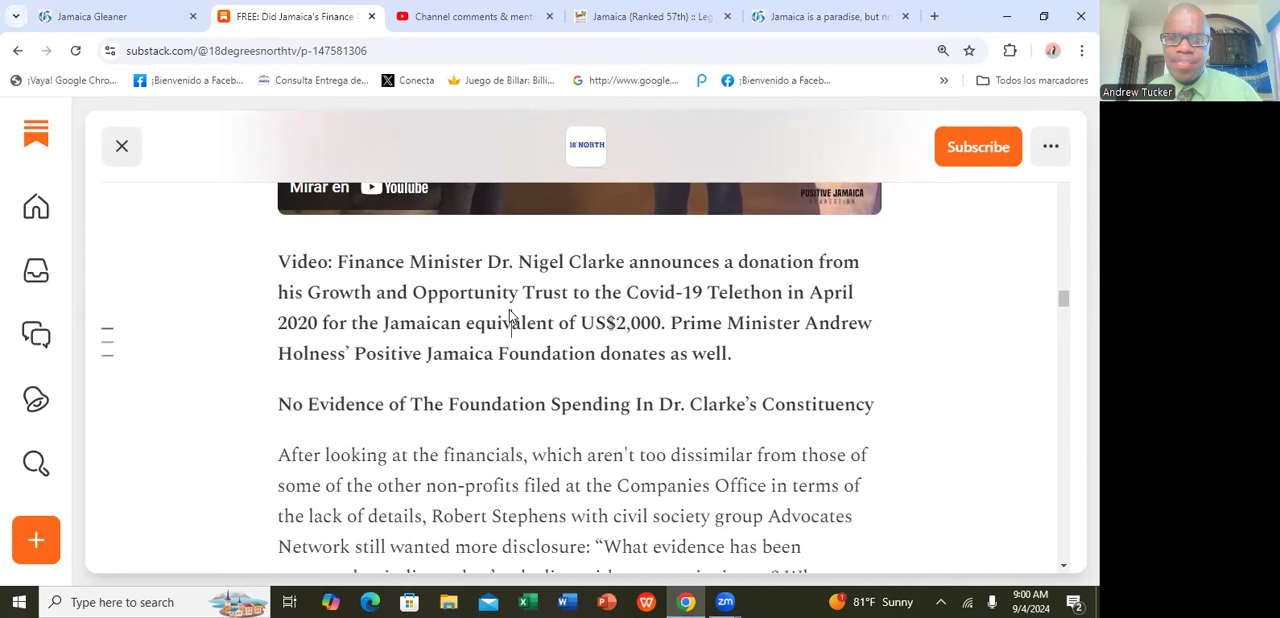 Jamaica Gleaner
FREE: Did Jamaica's Finance
Channel comments & ment
Jamaica (Ranked 57th) :: Leg
Jamaica is a paradise, but n
substack.com/@18degreesnorthtv/p-147581306
¡Vaya! Google Chro...
¡Bienvenido a Faceb...
Consulta Entrega de...
Conecta
Juego de Billar: Billi...
http://www.google....
¡Bienvenido a Faceb...
Todos los marcadores
Andrew Tucker
18°NORTH
Subscribe
Mirar en YouTube
POSITIVE JAMAICA
FOUNDATION
Video: Finance Minister Dr. Nigel Clarke announces a donation from
his Growth and Opportunity Trust to the Covid-19 Telethon in April
2020 for the Jamaican equivalent of US$2,000. Prime Minister Andrew
Holness’ Positive Jamaica Foundation donates as well.
No Evidence of The Foundation Spending In Dr. Clarke’s Constituency
After looking at the financials, which aren't too dissimilar from those of
some of the other non-profits filed at the Companies Office in terms of
the lack of details, Robert Stephens with civil society group Advocates
Network still wanted more disclosure: “What evidence has been
Type here to search
zm
81°F Sunny
9:00 AM
9/4/2024
2